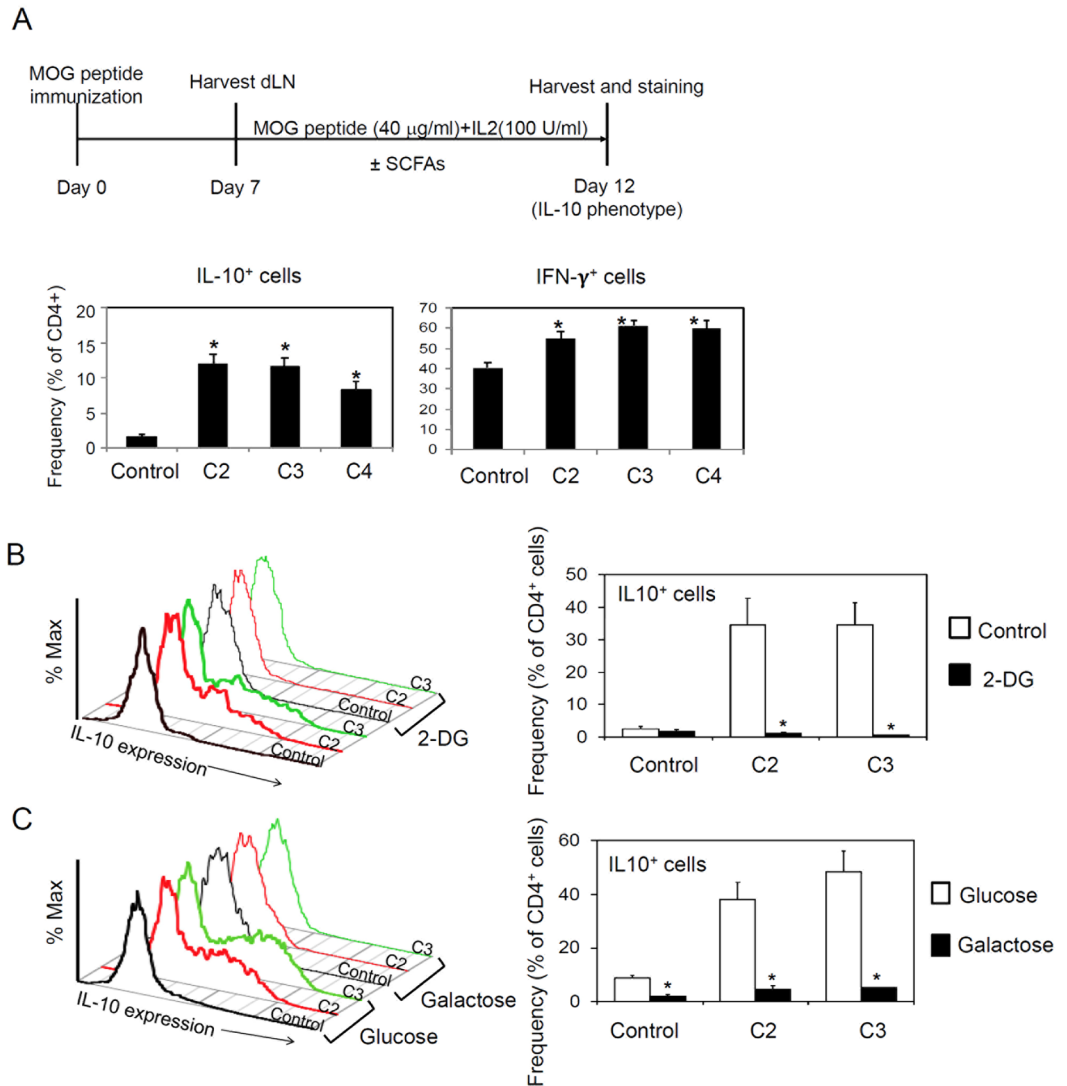 A
MOG peptide
immunization
Harvest dLN
Harvest and staining
MOG peptide (40 μg/ml)+IL2(100 U/ml)
± SCFAs
Day 0
Day 7
Day 12
(IL-10 phenotype)
IL-10⁺ cells
Frequency (% of CD4+)
20
15
10
5
0
*
*
*
Control
C2
C3
C4
IFN-γ⁺ cells
70
60
50
40
30
20
10
0
*
*
*
Control
C2
C3
C4
B
% Max
IL-10 expression
Control
C2
C3
Control
C2
C3
2-DG
Frequency (% of CD4⁺ cells)
50
40
30
20
10
0
IL10⁺ cells
*
*
Control
C2
C3
Control
2-DG
C
% Max
IL-10 expression
Control
C2
C3
Glucose
Control
C2
C3
Galactose
Frequency (% of CD4⁺ cells)
60
40
20
0
IL10⁺ cells
*
*
*
Control
C2
C3
Glucose
Galactose